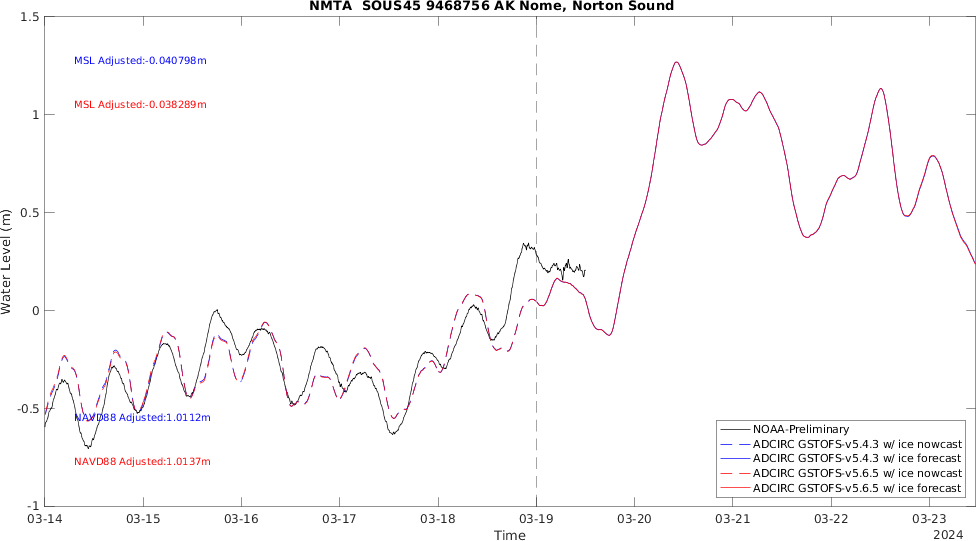 NMTA SOUS45 9468756 AK Nome, Norton Sound
1.5
MSL Adjusted:-0.040798m
MSL Adjusted:-0.038289m
1
0.5
Water Level (m)
0
-0.5
NAVD88 Adjusted:1.0112m
NAVD88 Adjusted:1.0137m
-1
NOAA-Preliminary
ADCIRC GSTOFS-v5.4.3 w/ ice nowcast
ADCIRC GSTOFS-v5.4.3 w/ ice forecast
ADCIRC GSTOFS-v5.6.5 w/ ice nowcast
ADCIRC GSTOFS-v5.6.5 w/ ice forecast
03-14 03-15 03-16 03-17 03-18 03-19 03-20 03-21 03-22 03-23
Time
2024